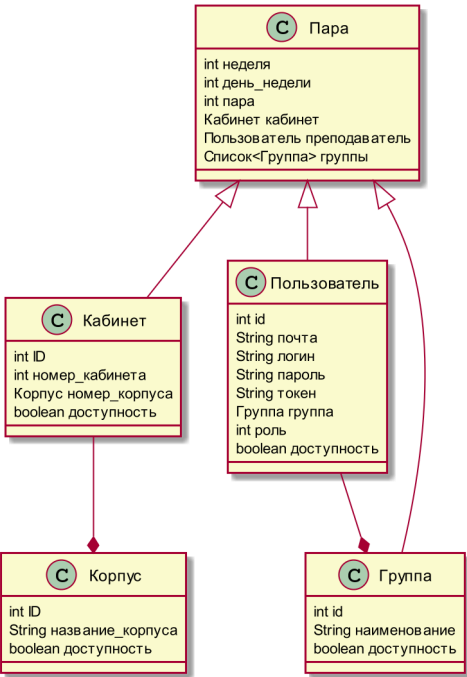 C Пара
int неделя
int день_недели
int пара
Кабинет кабинет
Пользователь преподаватель
Список<Группа> группы
C Кабинет
int ID
int номер_кабинета
Корпус номер_корпуса
boolean доступность
C Пользователь
int id
String почта
String логин
String пароль
String токен
Группа группа
int роль
boolean доступность
C Корпус
int ID
String название_корпуса
boolean доступность
C Группа
int id
String наименование
boolean доступность